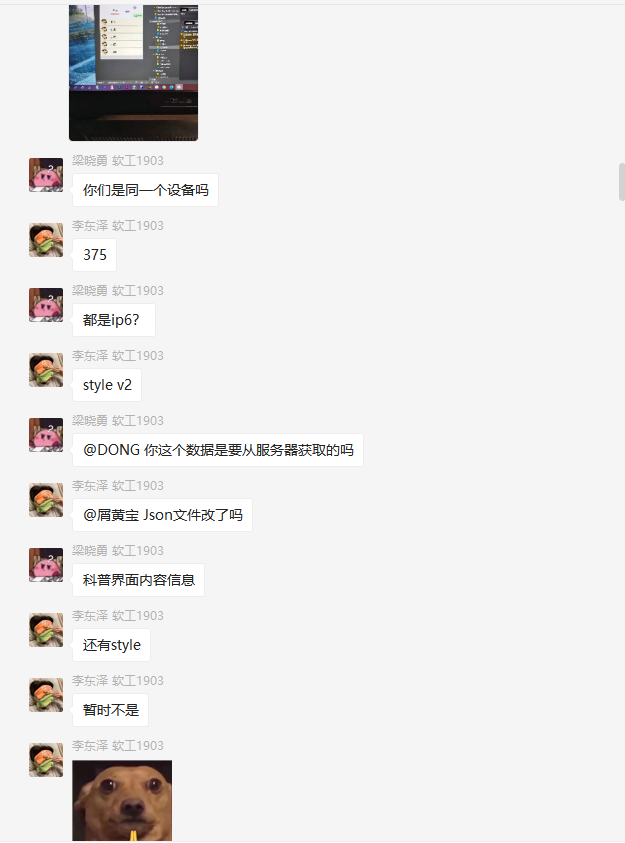 梁晓勇 软工1903
你们是同一个设备吗
李东泽 软工1903
375
梁晓勇 软工1903
都是ip6?
李东泽 软工1903
style v2
梁晓勇 软工1903
@DONG 你这个数据是要从服务器获取的吗
李东泽 软工1903
@屑黄宝 Json文件改了吗
梁晓勇 软工1903
科普界面内容信息
李东泽 软工1903
还有style
李东泽 软工1903
暂时不是
李东泽 软工1903